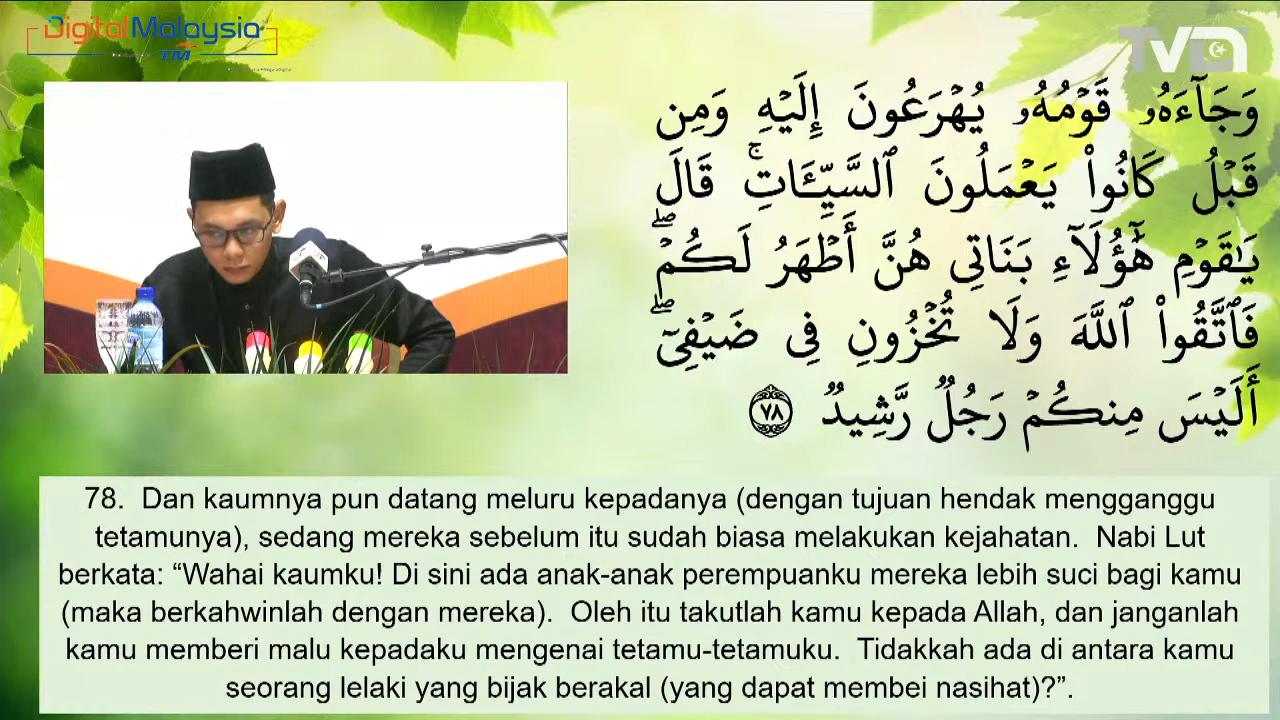 Digital Malaysia
TM
وَجَآءَهُۥ قَوْمُهُۥ يُهْرَعُونَ إِلَيْهِ وَمِن
قَبْلُ كَانُوا۟ يَعْمَلُونَ ٱلسَّيِّـَٔاتِ ۚ قَالَ
يَـٰقَوْمِ هَـٰٓؤُلَآءِ بَنَاتِى هُنَّ أَطْهَرُ لَكُمْ ۖ
فَٱتَّقُوا۟ ٱللَّهَ وَلَا تُخْزُونِ فِى ضَيْفِىٓ ۖ
أَلَيْسَ مِنكُمْ رَجُلٌ رَّشِيدٌ ٧٨
78. Dan kaumnya pun datang meluru kepadanya (dengan tujuan hendak mengganggu
tetamunya), sedang mereka sebelum itu sudah biasa melakukan kejahatan. Nabi Lut
berkata: “Wahai kaumku! Di sini ada anak-anak perempuanku mereka lebih suci bagi kamu
(maka berkahwinlah dengan mereka). Oleh itu takutlah kamu kepada Allah, dan janganlah
kamu memberi malu kepadaku mengenai tetamu-tetamuku. Tidakkah ada di antara kamu
seorang lelaki yang bijak berakal (yang dapat membei nasihat)?”.